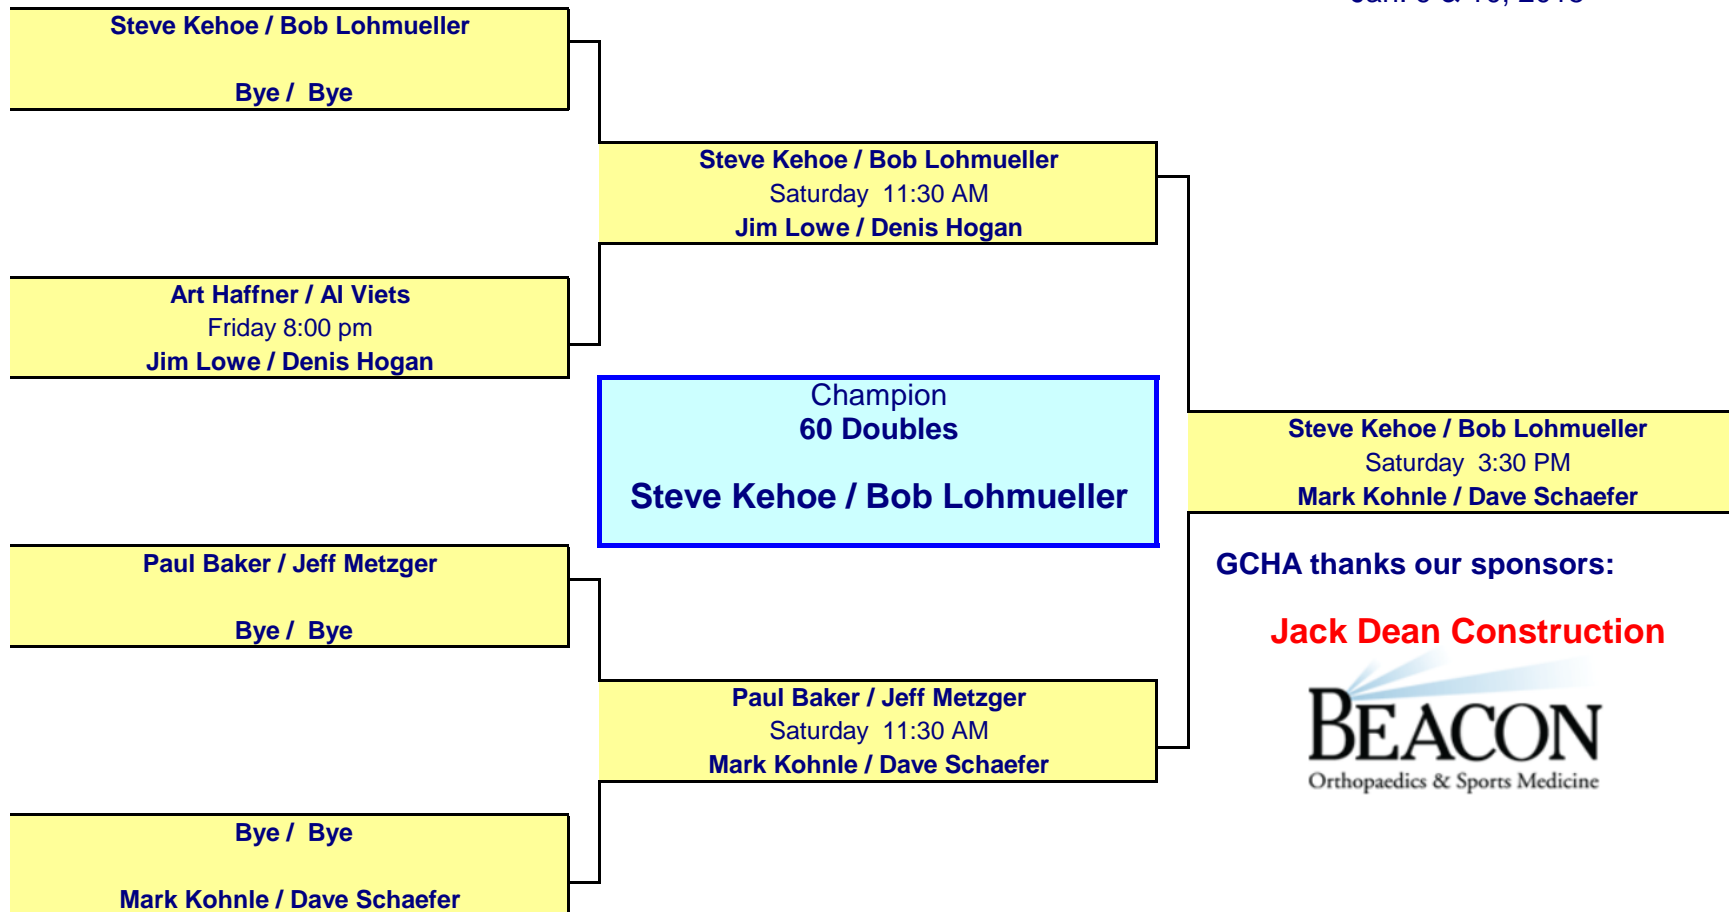 Steve Kehoe / Bob Lohmueller
Bye / Bye
Steve Kehoe / Bob Lohmueller
Saturday 11:30 AM
Jim Lowe / Denis Hogan
Art Haffner / Al Viets
Friday 8:00 pm
Jim Lowe / Denis Hogan
Champion
60 Doubles
Steve Kehoe / Bob Lohmueller
Steve Kehoe / Bob Lohmueller
Saturday 3:30 PM
Mark Kohnle / Dave Schaefer
Paul Baker / Jeff Metzger
Bye / Bye
GCHA thanks our sponsors:
Jack Dean Construction
BEACON
Orthopaedics & Sports Medicine
Paul Baker / Jeff Metzger
Saturday 11:30 AM
Mark Kohnle / Dave Schaefer
Bye / Bye
Mark Kohnle / Dave Schaefer